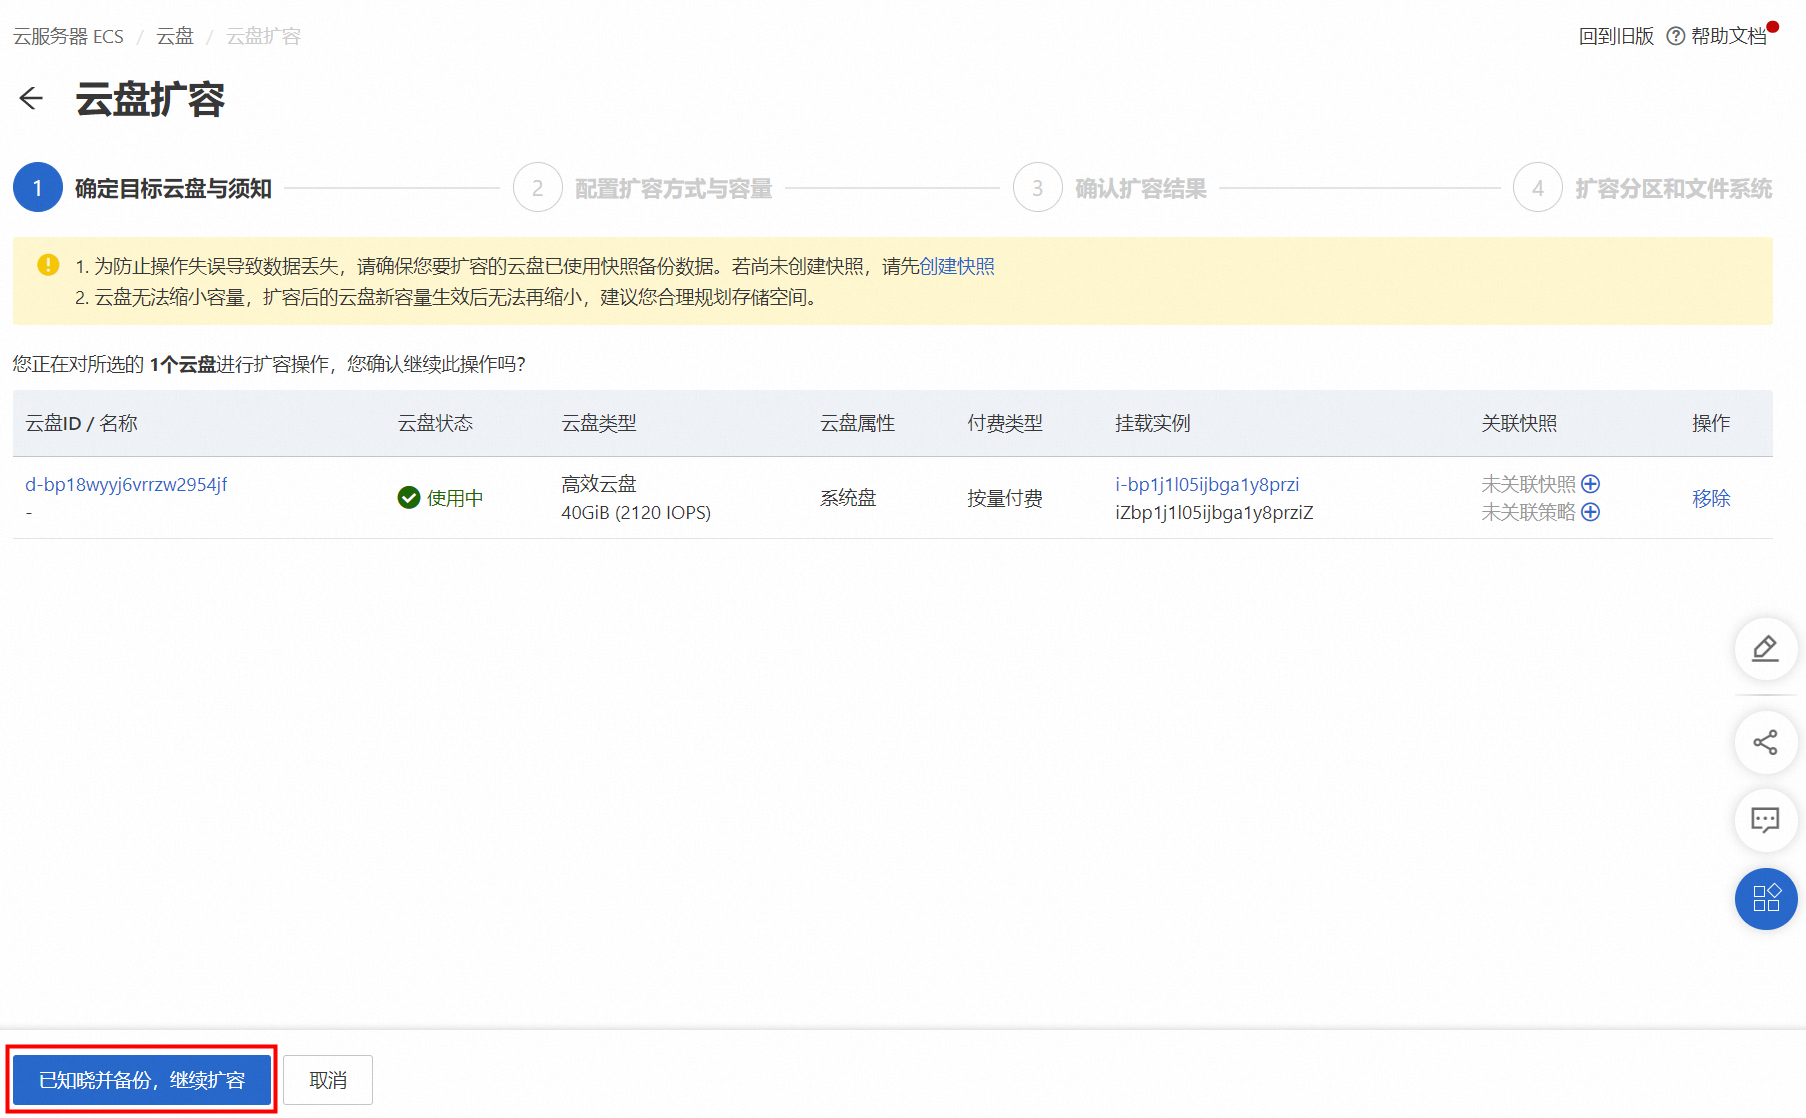 云服务器 ECS / 云盘 / 云盘扩容
回到旧版 帮助文档
云盘扩容
1 确定目标云盘与须知 2 配置扩容方式与容量 3 确认扩容结果 4 扩容分区和文件系统
1. 为防止操作失误导致数据丢失，请确保您要扩容的云盘已使用快照备份数据。若尚未创建快照，请先创建快照
2. 云盘无法缩小容量，扩容后的云盘新容量生效后无法再缩小，建议您合理规划存储空间。
您正在对所选的 1个云盘进行扩容操作，您确认继续此操作吗？
云盘ID / 名称 云盘状态 云盘类型 云盘属性 付费类型 挂载实例 关联快照 操作
d-bp18wyyj6vrrzw2954jf 高效云盘 i-bp1j1l05ijbga1y8przi 未关联快照
使用中 系统盘 按量付费 移除
- 40GiB (2120 IOPS) iZbp1j1l05ijbga1y8prziZ 未关联策略
已知晓并备份，继续扩容 取消